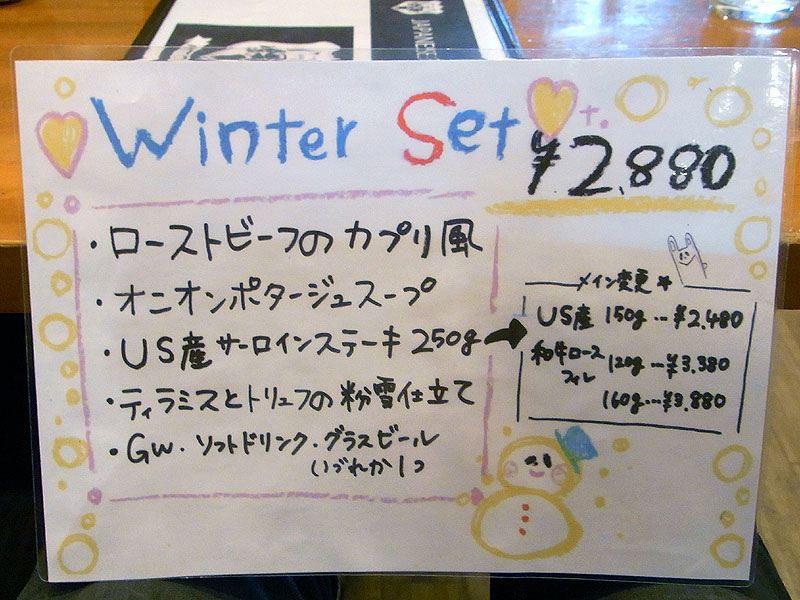 JAPANESE
Winter Set
¥2,880
・ローストビーフのカプリ風
・オニオンポタージュスープ
・US産サーロインステーキ 250g
・ティラミスとトリュフの粉雪仕立て
・GW・ソフトドリンク・グラスビール
いづれか1つ
メイン変更
US産 150g…¥2,480
和牛ロース
フィレ
120g…¥3,380
160g…¥3,880